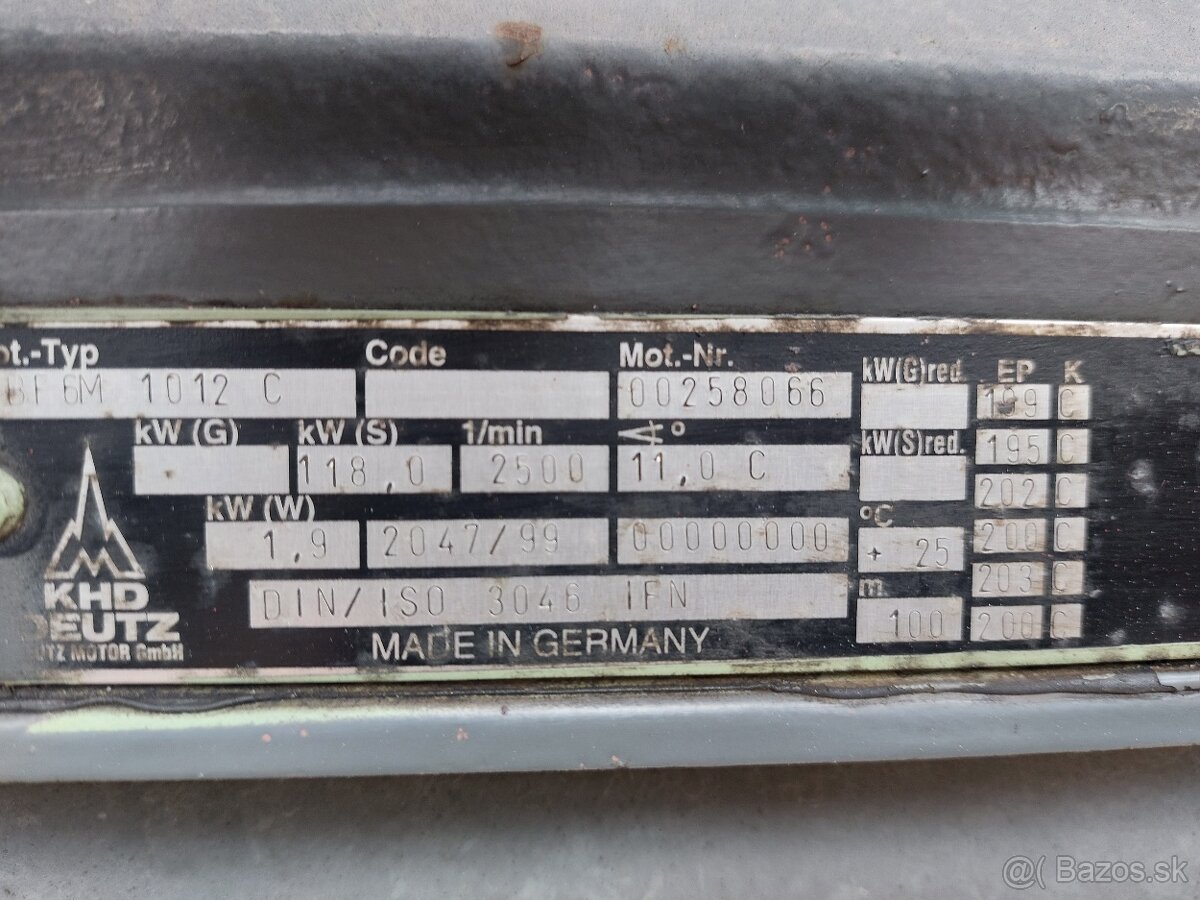 ot.-Typ Code Mot.-Nr. kW(G)red. EP K
BF6M 1012 C 00258066 199 C
kW (G) kW (S) 1/min ∢° kW(S)red. 195 C
118,0 2500 11,0 C 202 C
kW (W) °C
1,9 2047/99 00000000 + 25 200 C
DIN/ISO 3046 IFN m 203 C
100 200 C
KHD
DEUTZ
UTZ MOTOR GmbH
MADE IN GERMANY
@( Bazos.sk